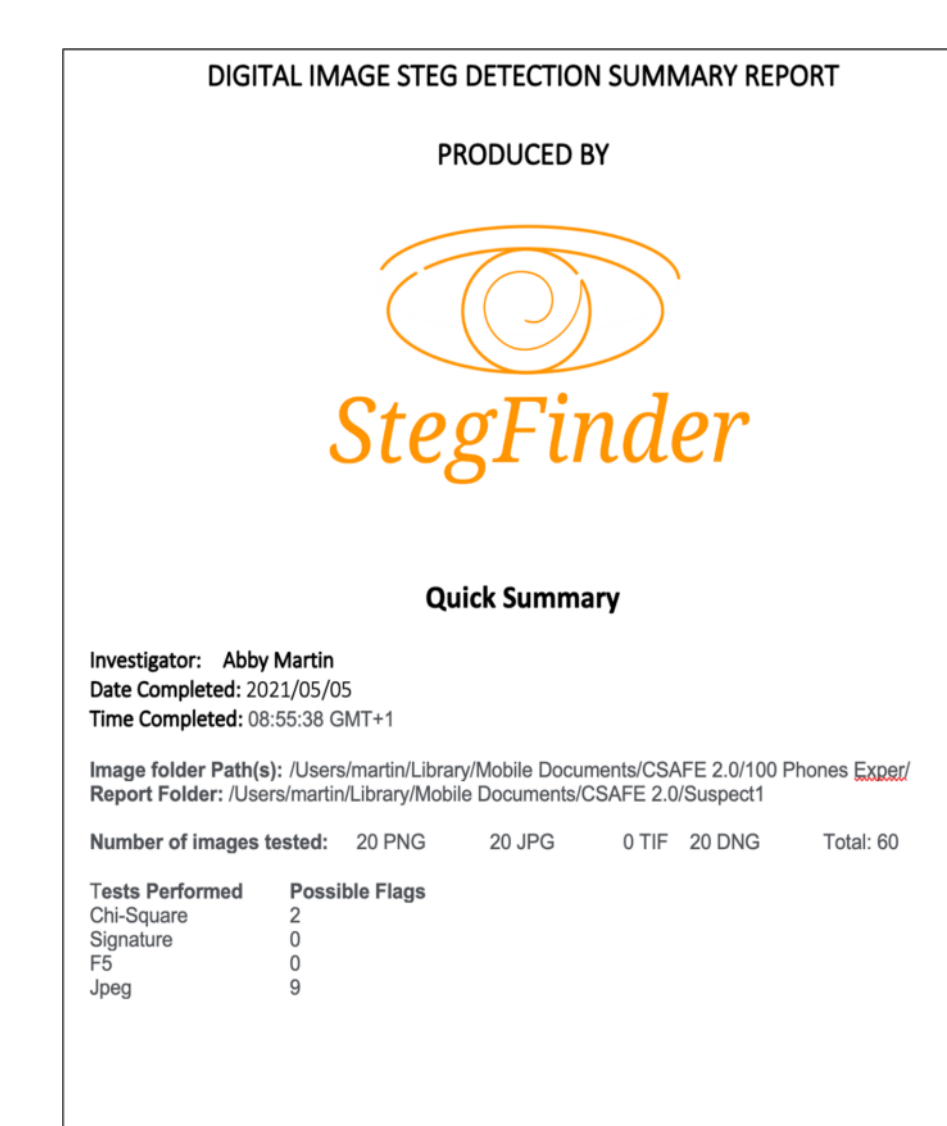 DIGITAL IMAGE STEG DETECTION SUMMARY REPORT
PRODUCED BY
StegFinder
Quick Summary
Investigator: Abby Martin
Date Completed: 2021/05/05
Time Completed: 08:55:38 GMT+1
Image folder Path(s): /Users/martin/Library/Mobile Documents/CSAFE 2.0/100 Phones Exper/
Report Folder: /Users/martin/Library/Mobile Documents/CSAFE 2.0/Suspect1
Number of images tested: 20 PNG 20 JPG 0 TIF 20 DNG Total: 60
Tests Performed Possible Flags
Chi-Square 2
Signature 0
F5 0
Jpeg 9